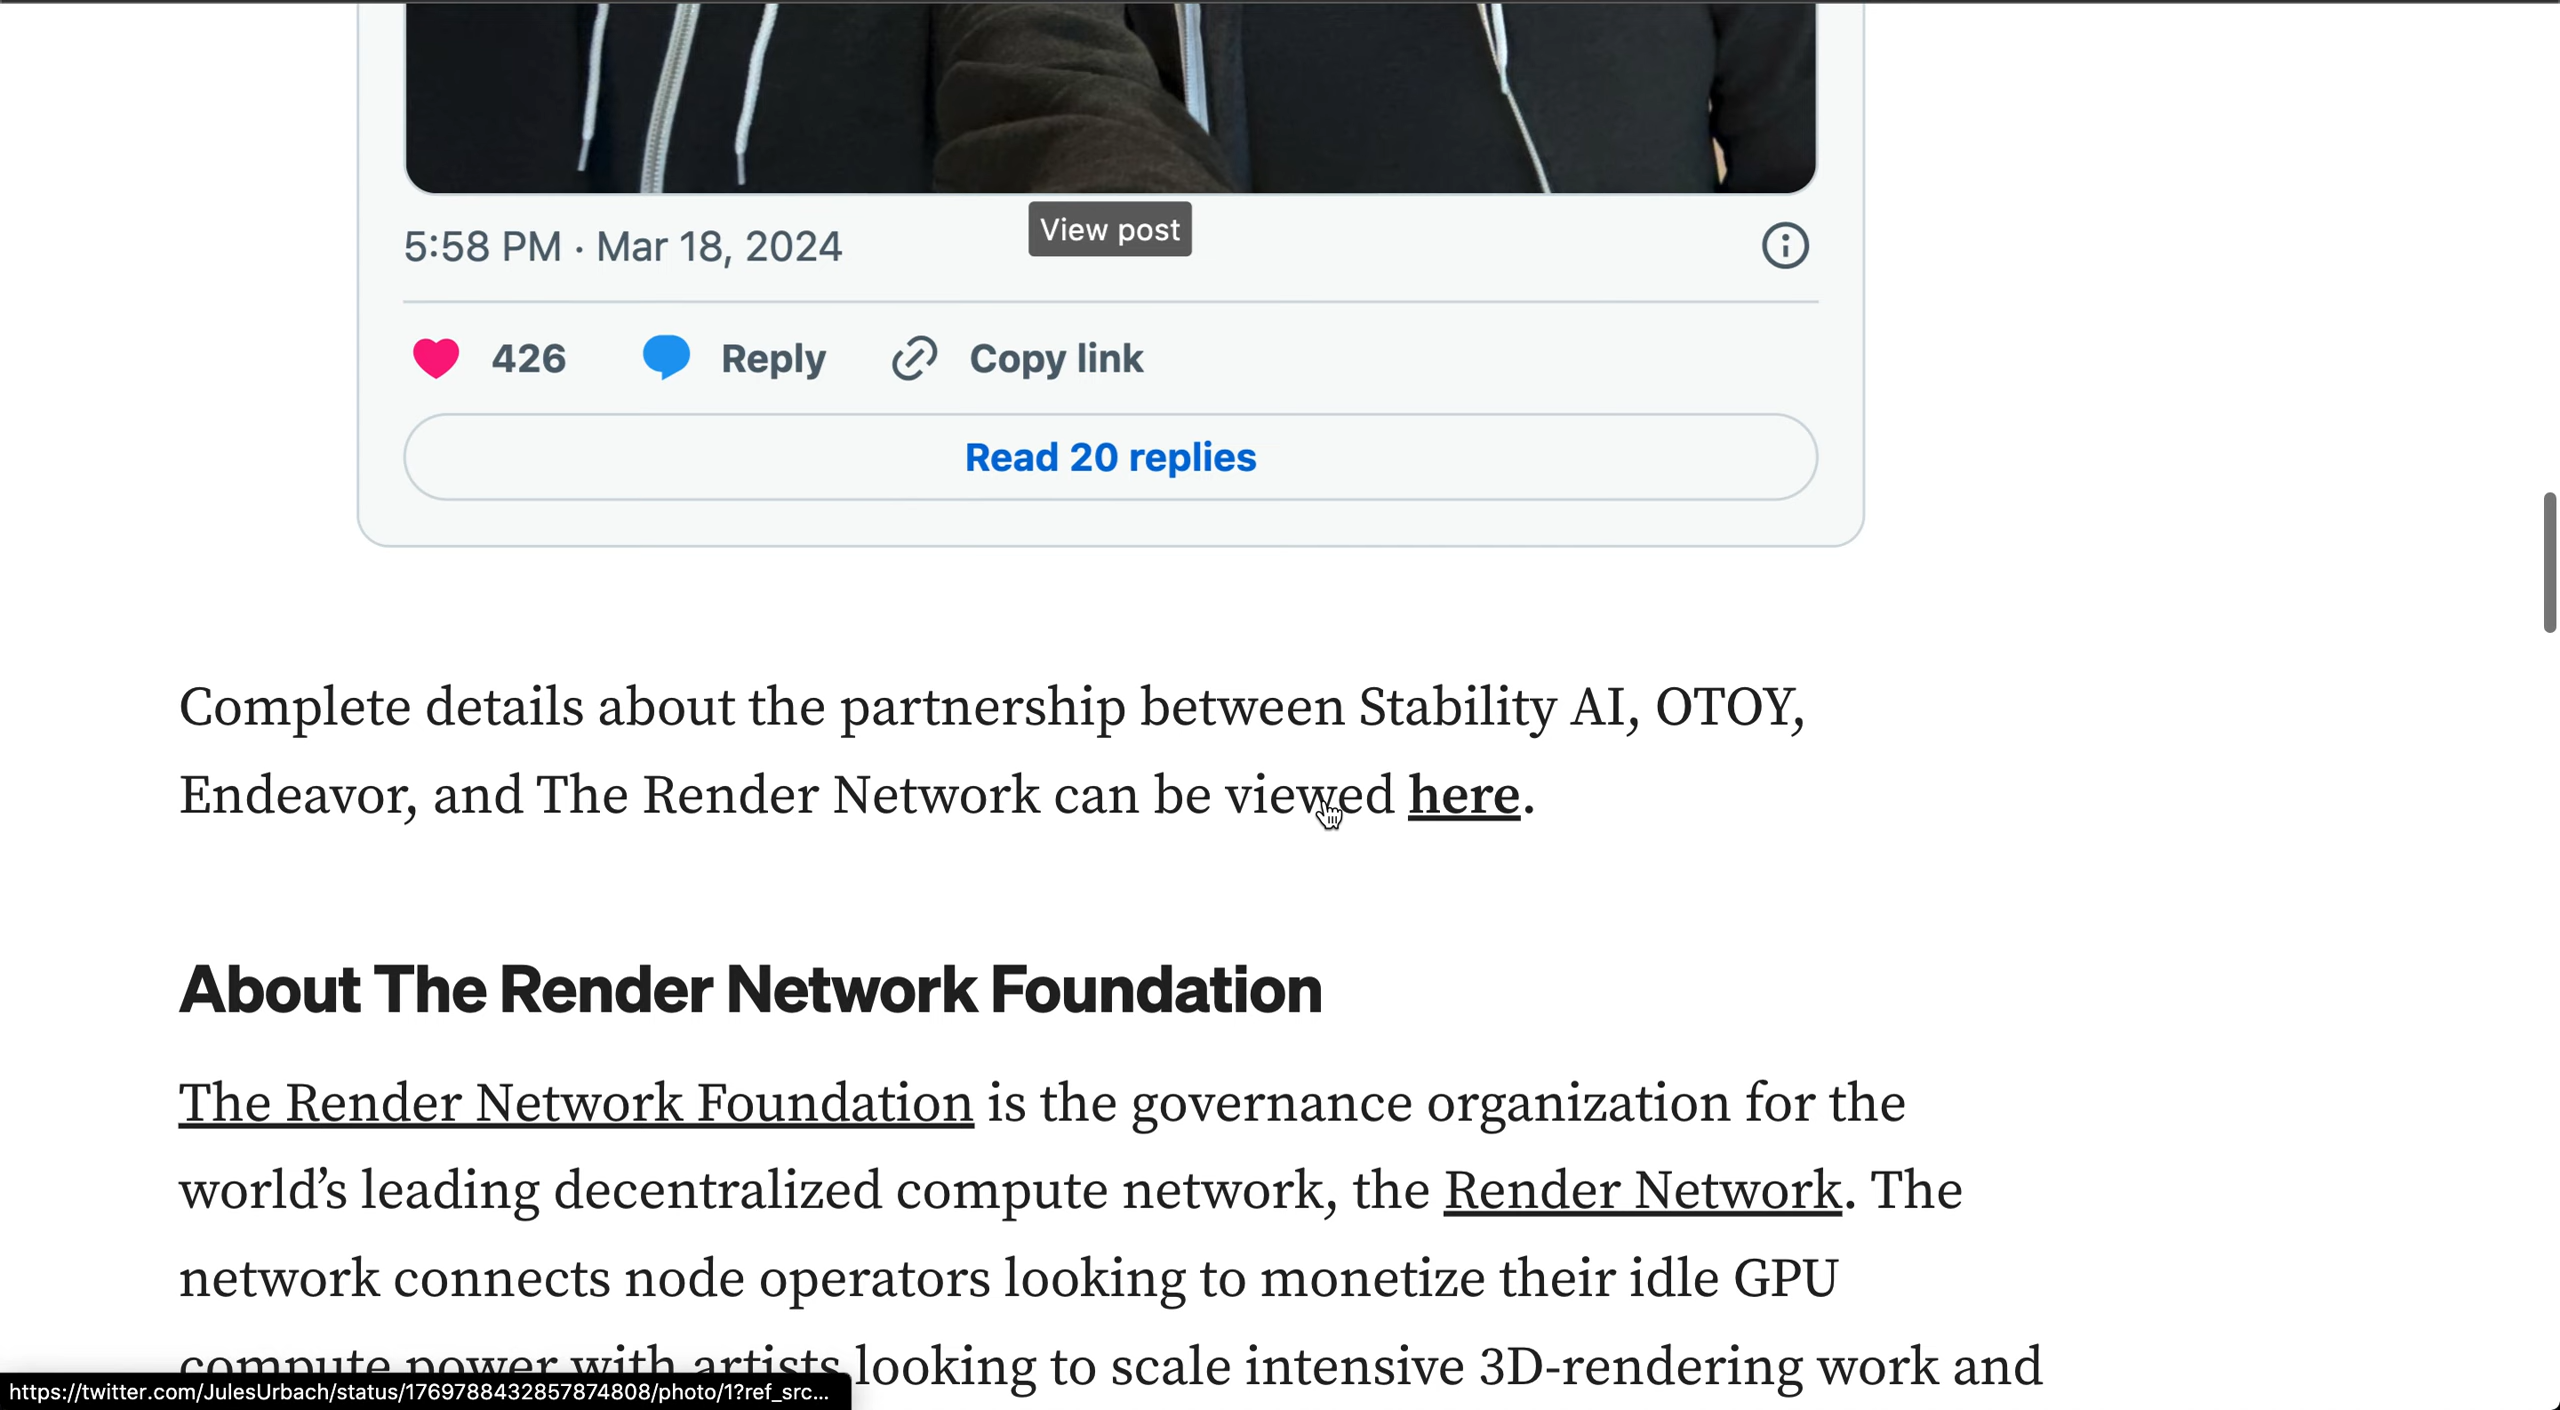 5:58 PM · Mar 18, 2024
View post
426
Reply
Copy link
Read 20 replies
Complete details about the partnership between Stability AI, OTOY,
Endeavor, and The Render Network can be viewed here.
About The Render Network Foundation
The Render Network Foundation is the governance organization for the
world’s leading decentralized compute network, the Render Network. The
network connects node operators looking to monetize their idle GPU
compute power with artists looking to scale intensive 3D-rendering work and
https://twitter.com/JulesUrbach/status/1769788432857874808/photo/1?ref_src...